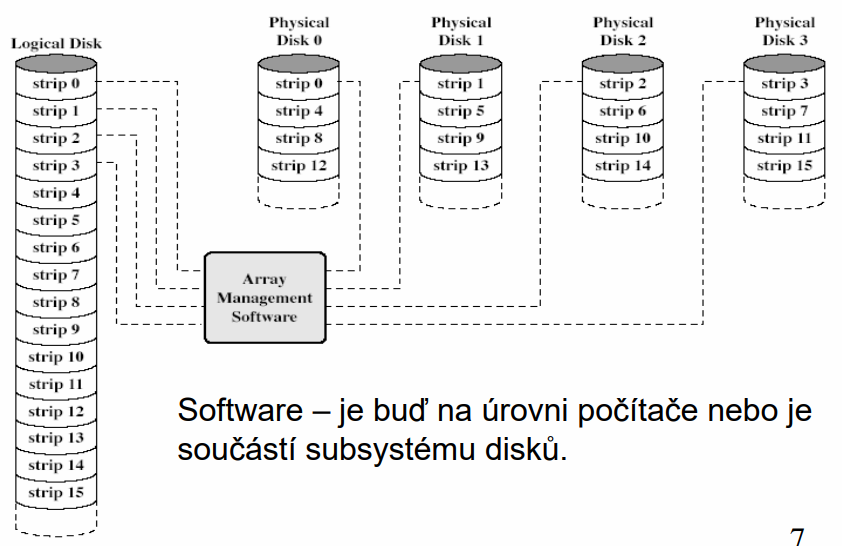 Logical Disk
strip 0
strip 1
strip 2
strip 3
strip 4
strip 5
strip 6
strip 7
strip 8
strip 9
strip 10
strip 11
strip 12
strip 13
strip 14
strip 15
Physical
Disk 0
strip 0
strip 4
strip 8
strip 12
Physical
Disk 1
strip 1
strip 5
strip 9
strip 13
Physical
Disk 2
strip 2
strip 6
strip 10
strip 14
Physical
Disk 3
strip 3
strip 7
strip 11
strip 15
Array
Management
Software
Software – je buď na úrovni počítače nebo je
součástí subsystému disků.
7